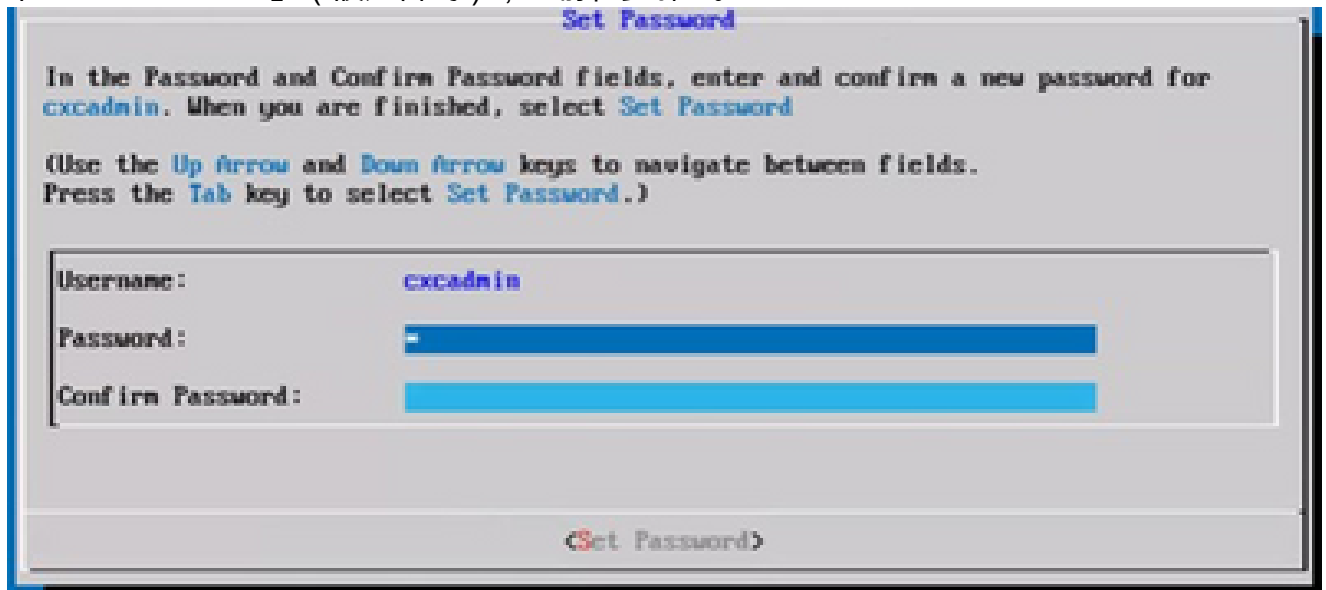 Set Password
In the Password and Confirm Password fields, enter and confirm a new password for
cxcadmin. When you are finished, select Set Password
(Use the Up Arrow and Down Arrow keys to navigate between fields.
Press the Tab key to select Set Password.)
Username: cxcadmin
Password:
Confirm Password:
<Set Password>